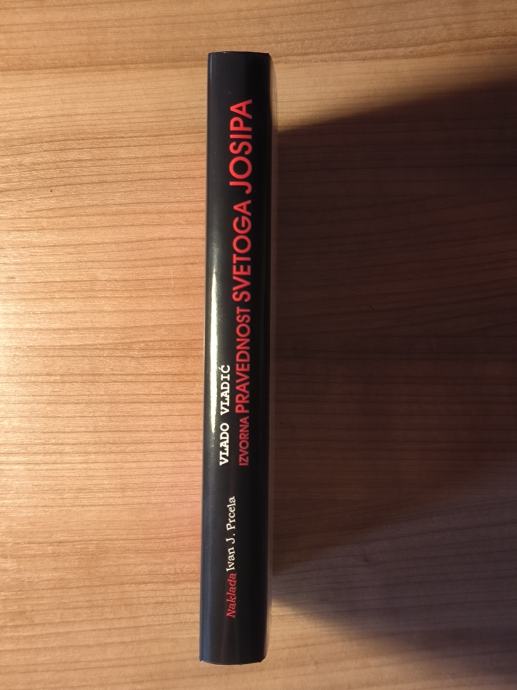 VLADO VLADIĆ
IZVORNA PRAVEDNOST SVETOGA JOSIPA
Naklada Ivan J. Prcela